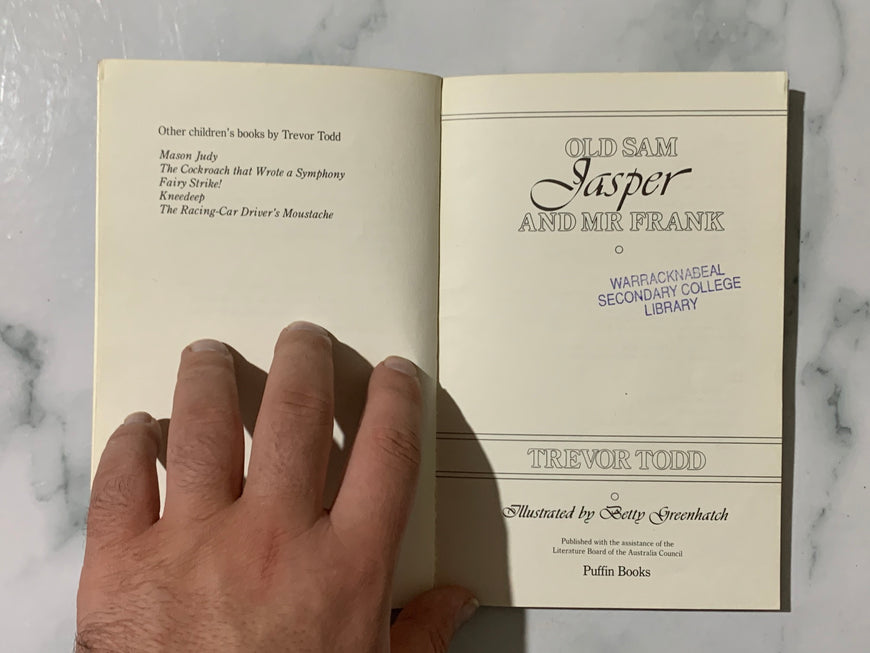 Other children's books by Trevor Todd
Mason Judy
The Cockroach that Wrote a Symphony
Fairy Strike!
Kneedeep
The Racing-Car Driver's Moustache
OLD SAM
Jasper
AND MR FRANK
WARRACKNABEAL
SECONDARY COLLEGE
LIBRARY
TREVOR TODD
Illustrated by Betty Greenhatch
Published with the assistance of the
Literature Board of the Australia Council
Puffin Books